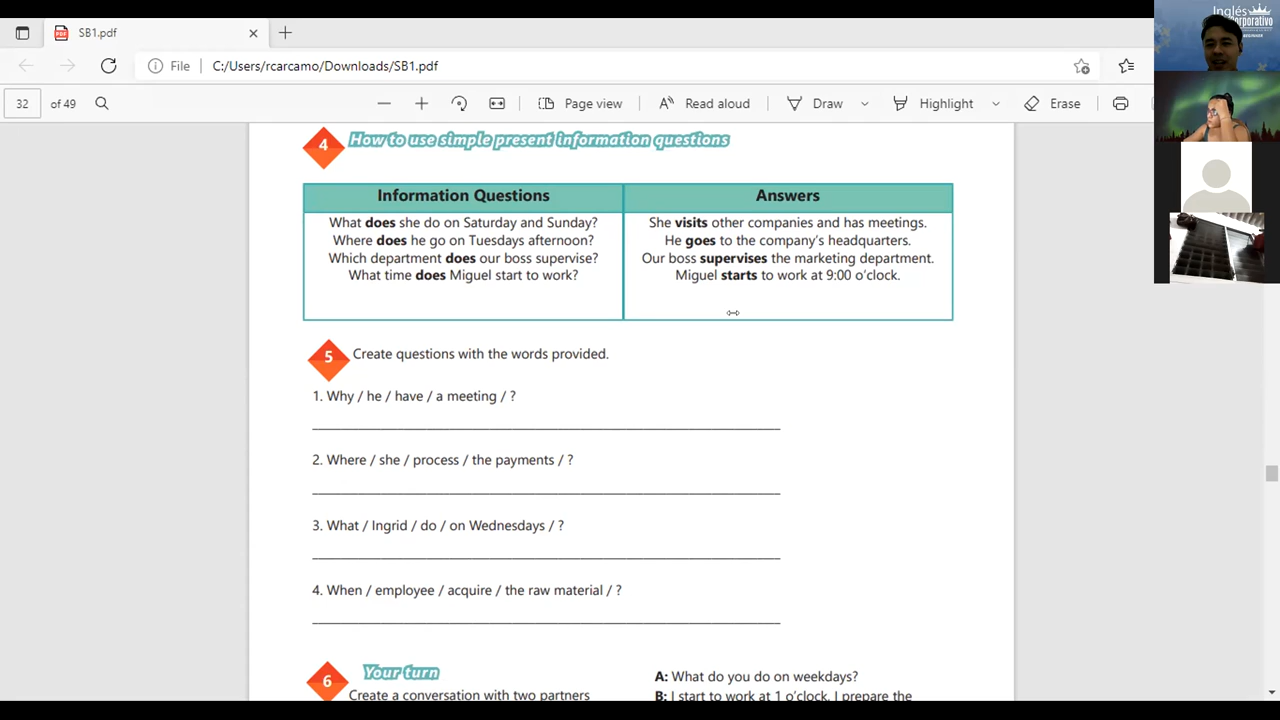 SB1.pdf
File
C:/Users/rcarcamo/Downloads/SB1.pdf
32 of 49
Page view
Read aloud
Draw
Highlight
Erase
Inglés
Corporativo
4 How to use simple present information questions
Information Questions
Answers
What does she do on Saturday and Sunday?
She visits other companies and has meetings.
Where does he go on Tuesdays afternoon?
He goes to the company's headquarters.
Which department does our boss supervise?
Our boss supervises the marketing department.
What time does Miguel start to work?
Miguel starts to work at 9:00 o'clock.
5 Create questions with the words provided.
1. Why / he / have / a meeting / ?
2. Where / she / process / the payments / ?
3. What / Ingrid / do / on Wednesdays / ?
4. When / employee / acquire / the raw material / ?
6 Your turn
Create a conversation with two partners
A: What do you do on weekdays?
B: I start to work at 1 o'clock. I prepare the